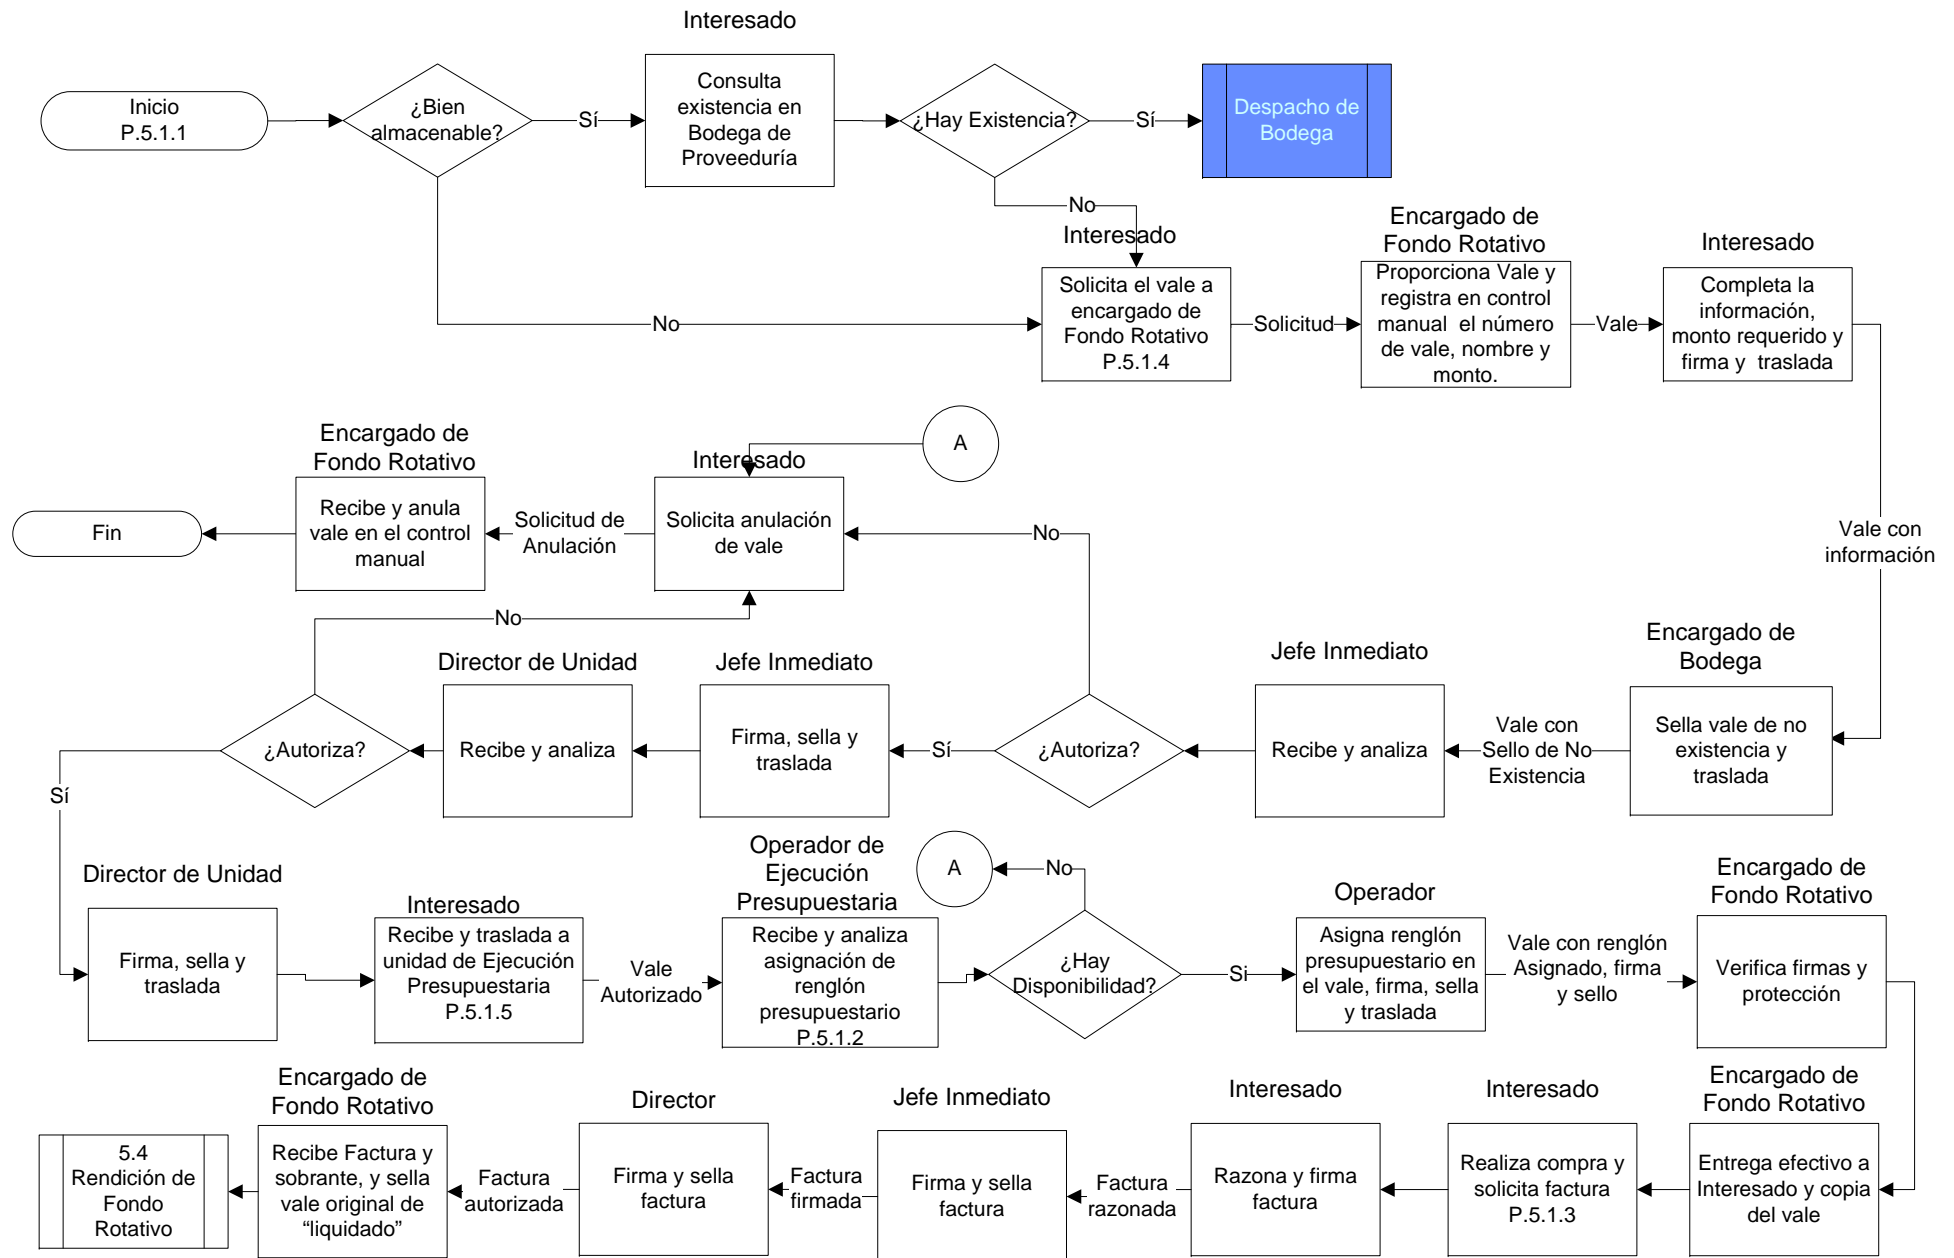 Interesado
Inicio
P.5.1.1
¿Bien
almacenable?
Sí
Consulta
existencia en
Bodega de
Proveeduría
¿Hay Existencia?
Sí
Despacho de
Bodega
No
No
Interesado
Solicita el vale a
encargado de
Fondo Rotativo
P.5.1.4
Solicitud
Encargado de
Fondo Rotativo
Proporciona Vale y
registra en control
manual el número
de vale, nombre y
monto.
Vale
Interesado
Completa la
información,
monto requerido y
firma y traslada
Vale con
información
A
Encargado de
Fondo Rotativo
Recibe y anula
vale en el control
manual
Fin
Solicitud de
Anulación
Interesado
Solicita anulación
de vale
No
No
Encargado de
Bodega
Sella vale de no
existencia y
traslada
Vale con
Sello de No
Existencia
Jefe Inmediato
Recibe y analiza
¿Autoriza?
Sí
Jefe Inmediato
Firma, sella y
traslada
Director de Unidad
Recibe y analiza
¿Autoriza?
Sí
Director de Unidad
Firma, sella y
traslada
Interesado
Recibe y traslada a
unidad de Ejecución
Presupuestaria
P.5.1.5
Vale
Autorizado
Operador de
Ejecución
Presupuestaria
Recibe y analiza
asignación de
renglón
presupuestario
P.5.1.2
A
No
¿Hay
Disponibilidad?
Si
Operador
Asigna renglón
presupuestario en
el vale, firma, sella
y traslada
Vale con renglón
Asignado, firma
y sello
Encargado de
Fondo Rotativo
Verifica firmas y
protección
Encargado de
Fondo Rotativo
Entrega efectivo a
Interesado y copia
del vale
Interesado
Realiza compra y
solicita factura
P.5.1.3
Interesado
Razona y firma
factura
Factura
razonada
Jefe Inmediato
Firma y sella
factura
Factura
firmada
Director
Firma y sella
factura
Factura
autorizada
Encargado de
Fondo Rotativo
Recibe Factura y
sobrante, y sella
vale original de
“liquidado”
5.4
Rendición de
Fondo
Rotativo